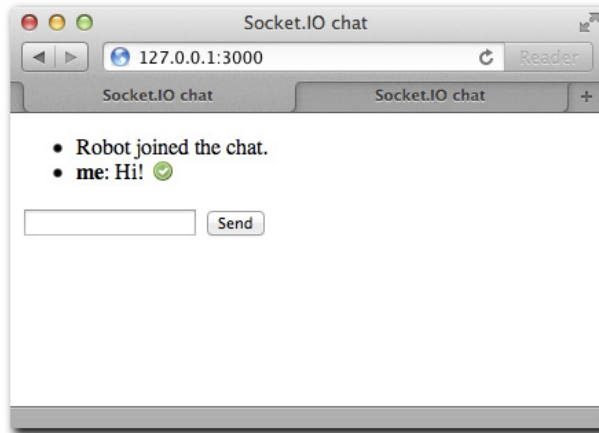 Socket.IO chat
127.0.0.1:3000
Reader
Socket.IO chat
Socket.IO chat
Robot joined the chat.
me: Hi!
Send